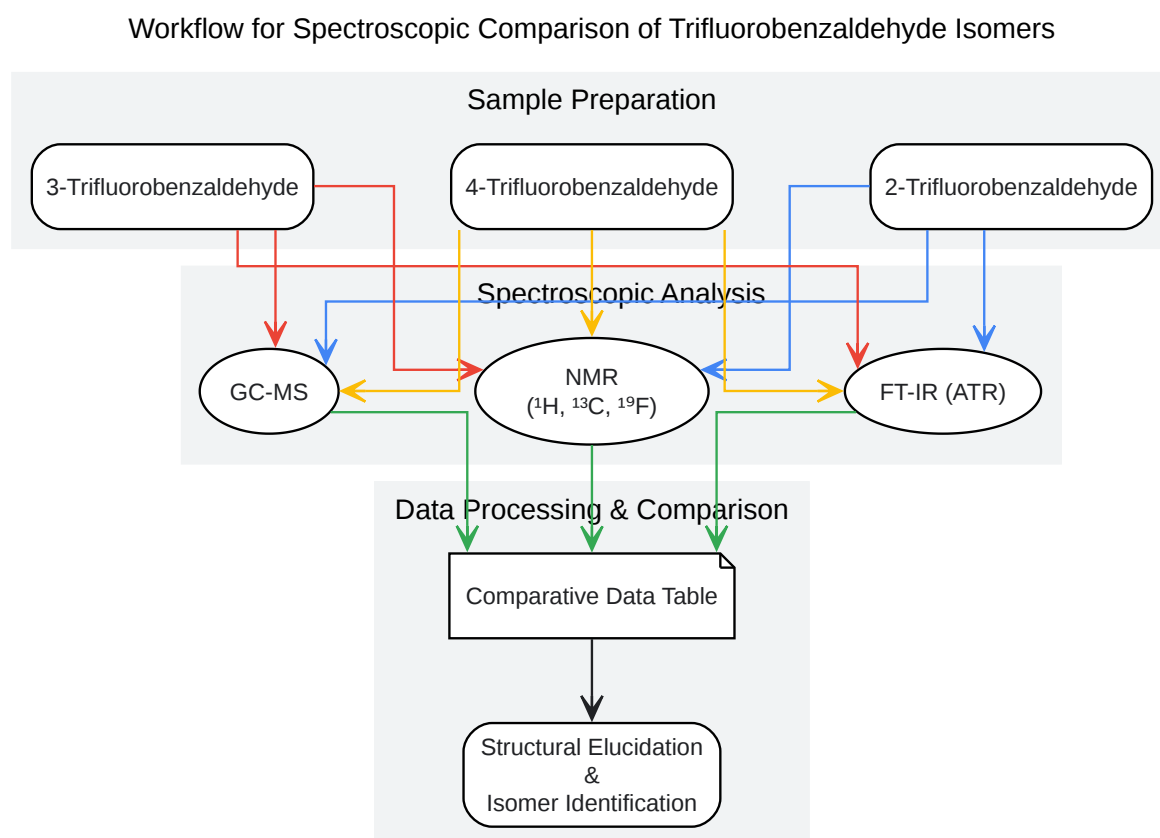 Workflow for Spectroscopic Comparison of Trifluorobenzaldehyde Isomers
Sample Preparation
3-Trifluorobenzaldehyde
4-Trifluorobenzaldehyde
2-Trifluorobenzaldehyde
Spectroscopic Analysis
GC-MS
NMR
(¹H, ¹³C, ¹⁹F)
FT-IR (ATR)
Data Processing & Comparison
Comparative Data Table
Structural Elucidation
&
Isomer Identification